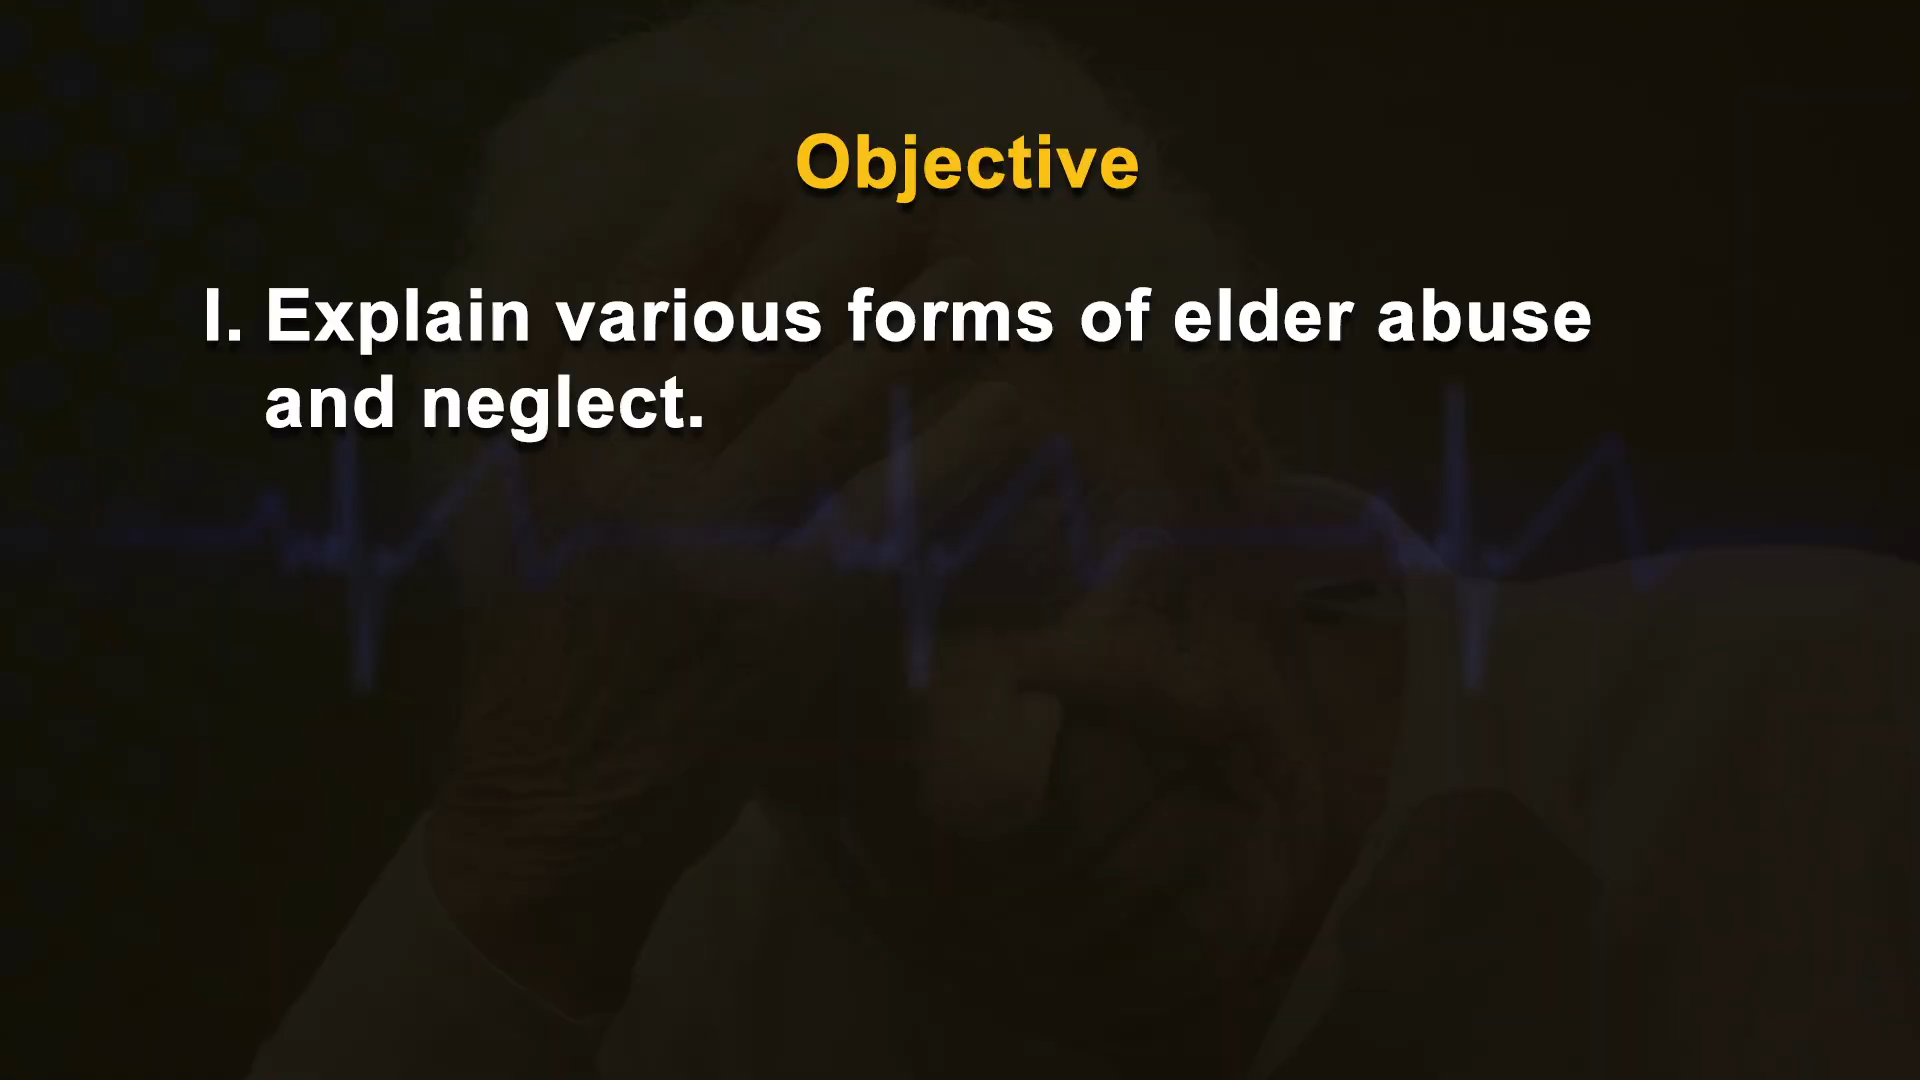 Objective
I. Explain various forms of elder abuse
and neglect.